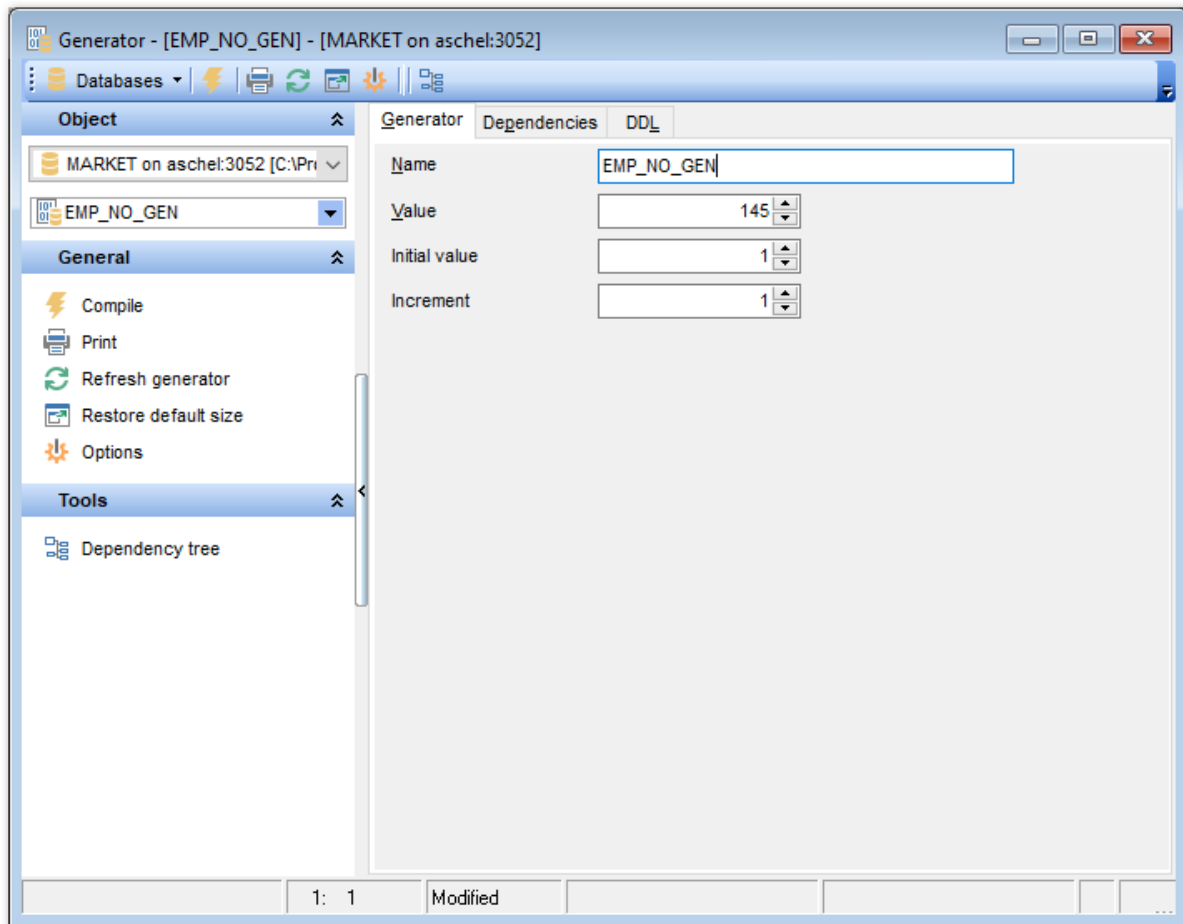 Generator - [EMP_NO_GEN] - [MARKET on aschel:3052]
Databases
Object
MARKET on aschel:3052 [C:\Pr
EMP_NO_GEN
General
Compile
Print
Refresh generator
Restore default size
Options
Tools
Dependency tree
Generator Dependencies DDL
Name EMP_NO_GEN
Value 145
Initial value 1
Increment 1
1: 1 Modified